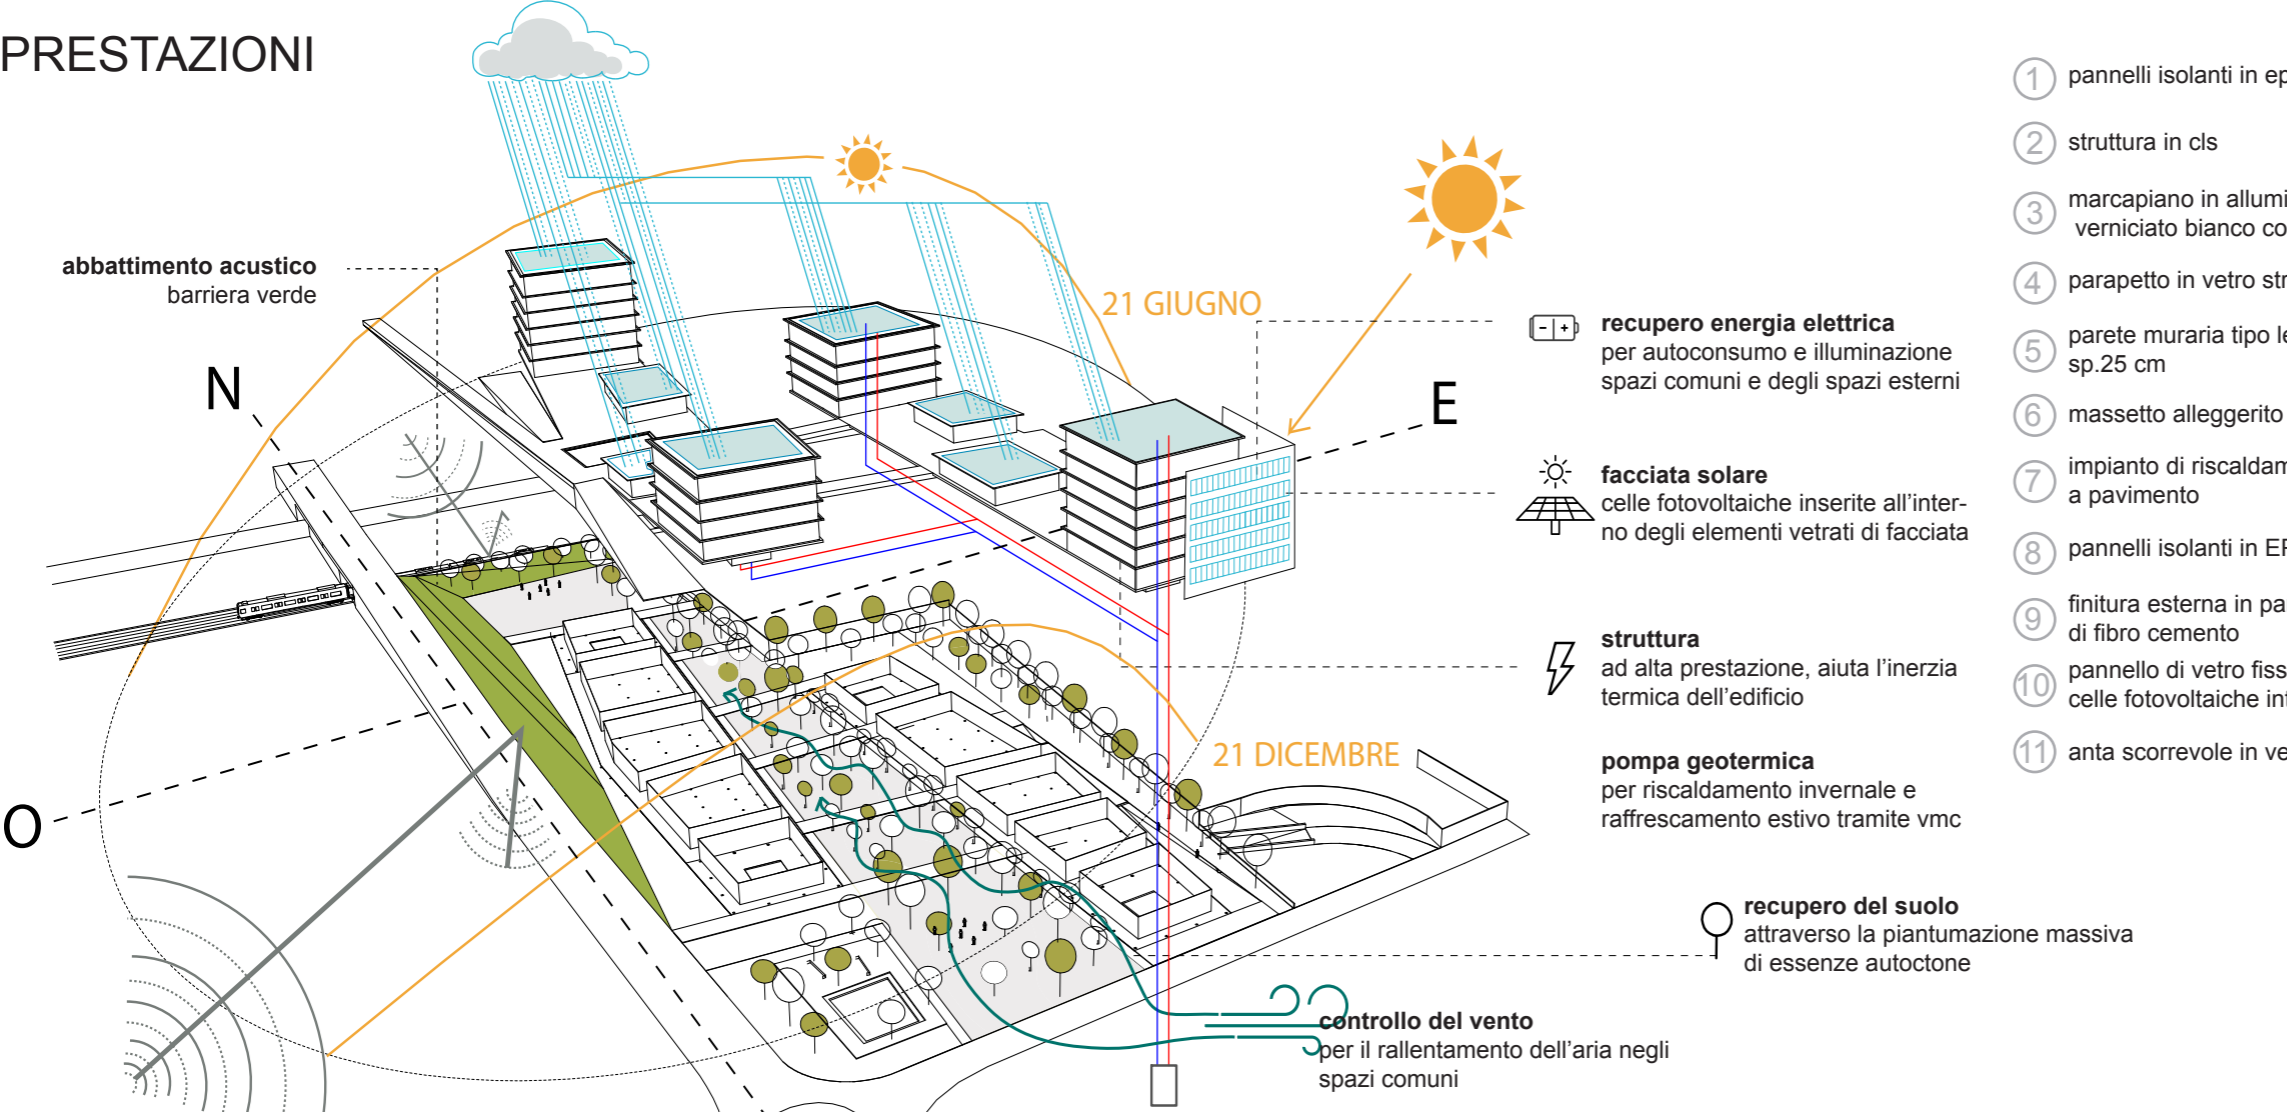 PRESTAZIONI
abbattimento acustico
barriera verde
N
E
O
21 GIUGNO
21 DICEMBRE
recupero energia elettrica
per autoconsumo e illuminazione
spazi comuni e degli spazi esterni
facciata solare
celle fotovoltaiche inserite all'inter-
no degli elementi vetrati di facciata
struttura
ad alta prestazione, aiuta l'inerzia
termica dell'edificio
pompa geotermica
per riscaldamento invernale e
raffrescamento estivo tramite vmc
recupero del suolo
attraverso la piantumazione massiva
di essenze autoctone
controllo del vento
per il rallentamento dell'aria negli
spazi comuni
1 pannelli isolanti in ep
2 struttura in cls
3 marcapiano in allumi
verniciato bianco co
4 parapetto in vetro str
5 parete muraria tipo le
sp.25 cm
6 massetto alleggerito
7 impianto di riscaldam
a pavimento
8 pannelli isolanti in EP
9 finitura esterna in pa
di fibro cemento
10 pannello di vetro fiss
celle fotovoltaiche int
11 anta scorrevole in ve